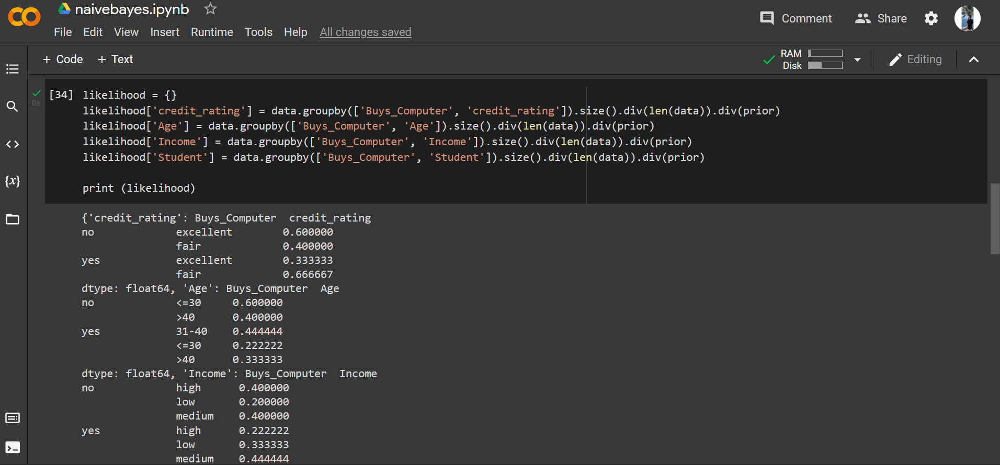 naivebayes.ipynb
Comment
Share
File Edit View Insert Runtime Tools Help All changes saved
+ Code + Text
RAM
Disk
Editing
0s
[34] likelihood = {}
likelihood['credit_rating'] = data.groupby(['Buys_Computer', 'credit_rating']).size().div(len(data)).div(prior)
likelihood['Age'] = data.groupby(['Buys_Computer', 'Age']).size().div(len(data)).div(prior)
likelihood['Income'] = data.groupby(['Buys_Computer', 'Income']).size().div(len(data)).div(prior)
likelihood['Student'] = data.groupby(['Buys_Computer', 'Student']).size().div(len(data)).div(prior)
print (likelihood)
{'credit_rating': Buys_Computer  credit_rating
no             excellent        0.600000
               fair             0.400000
yes            excellent        0.333333
               fair             0.666667
dtype: float64, 'Age': Buys_Computer  Age
no             <=30     0.600000
               >40      0.400000
yes            31-40    0.444444
               <=30     0.222222
               >40      0.333333
dtype: float64, 'Income': Buys_Computer  Income
no             high      0.400000
               low       0.200000
               medium    0.400000
yes            high      0.222222
               low       0.333333
               medium    0.444444
{x}